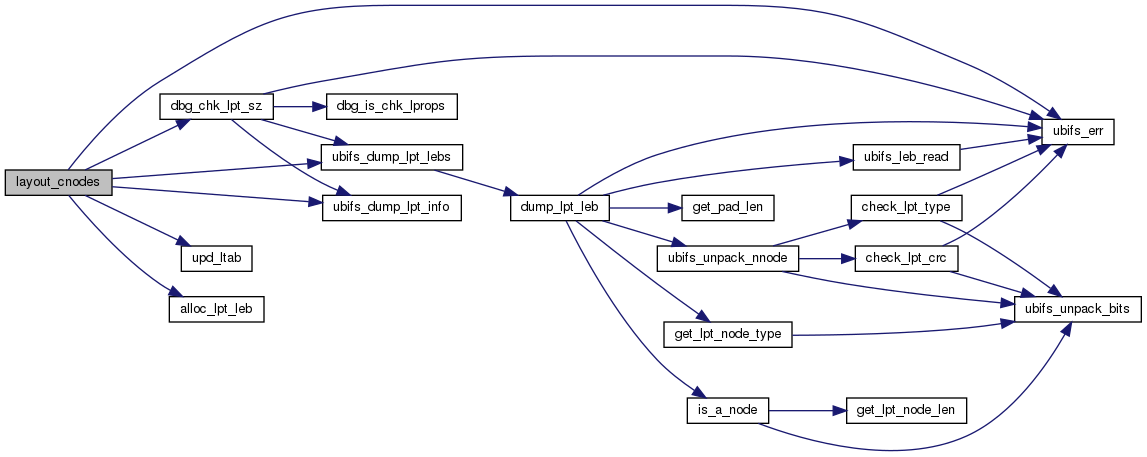 layout_cnodes
dbg_chk_lpt_sz
dbg_is_chk_lprops
ubifs_dump_lpt_lebs
ubifs_dump_lpt_info
upd_ltab
alloc_lpt_leb
dump_lpt_leb
ubifs_err
ubifs_leb_read
get_pad_len
check_lpt_type
ubifs_unpack_nnode
check_lpt_crc
ubifs_unpack_bits
get_lpt_node_type
is_a_node
get_lpt_node_len